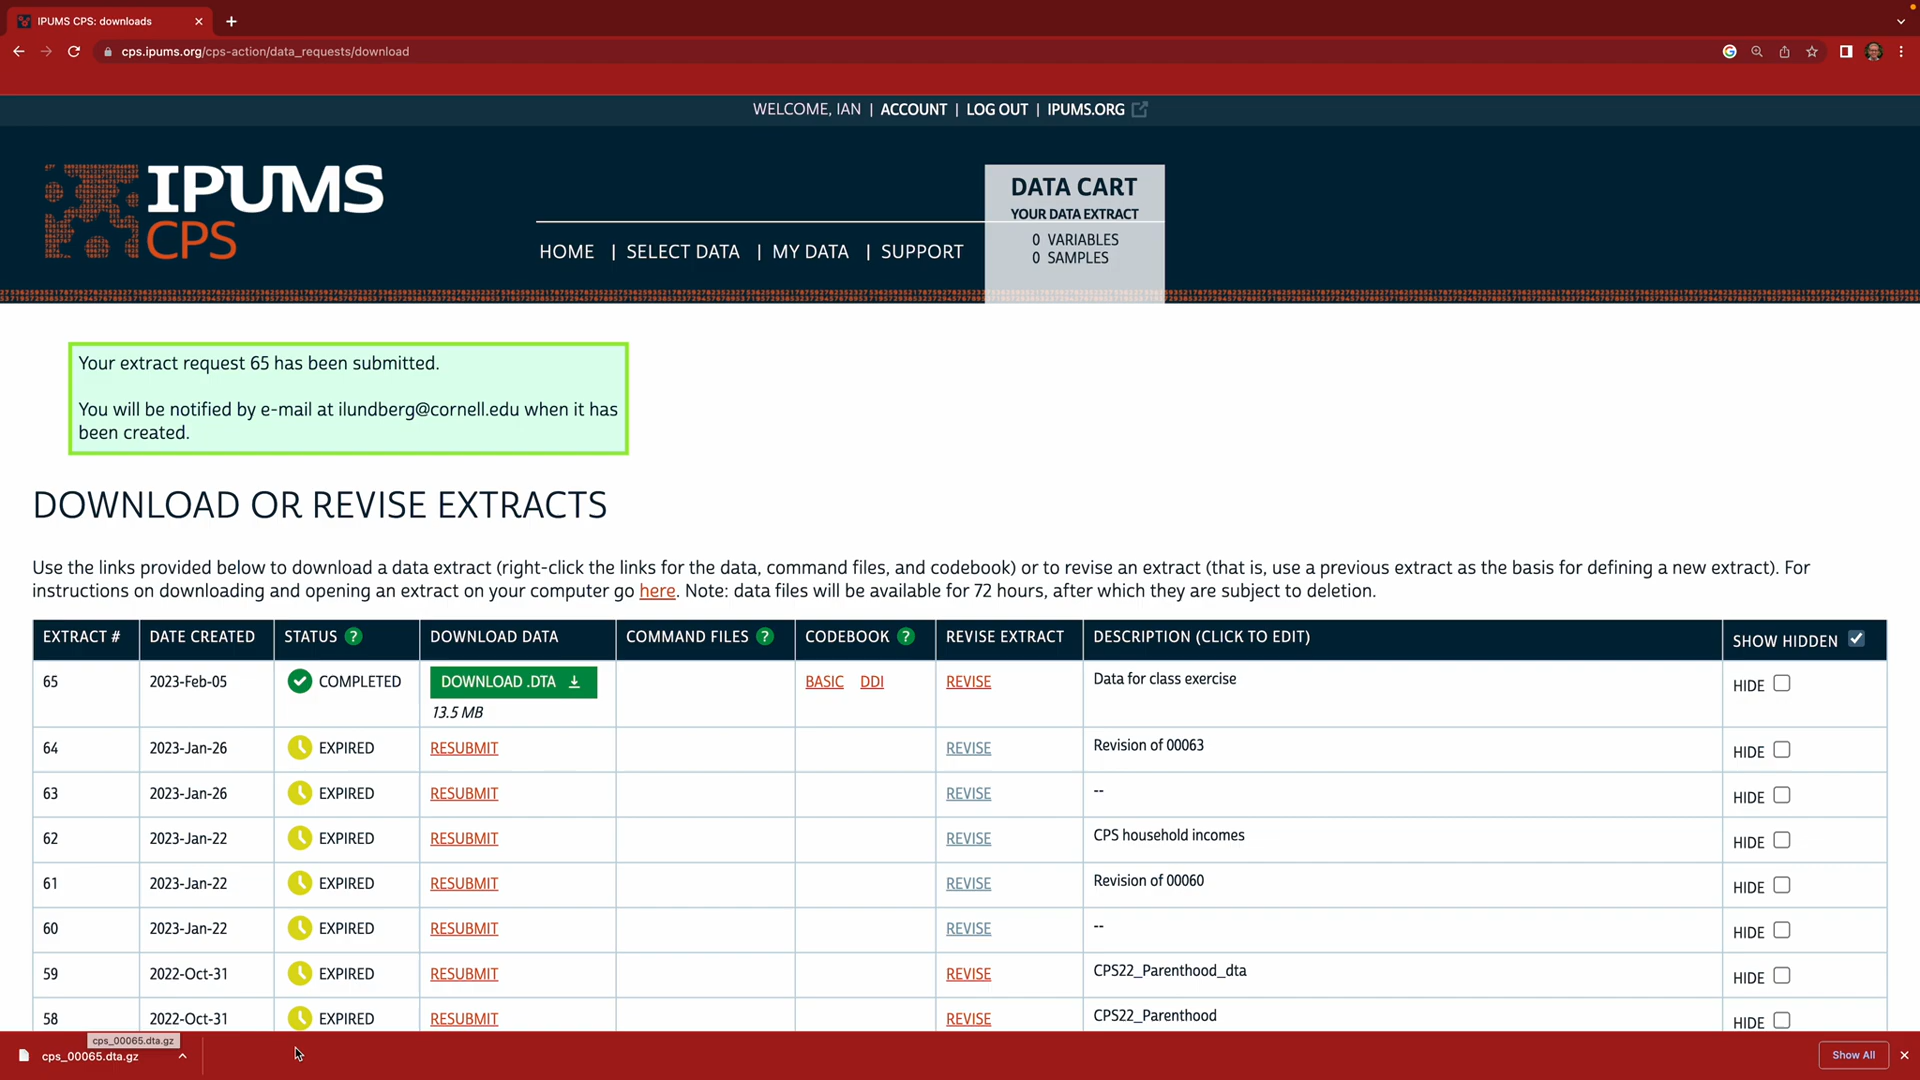 IPUMS CPS: downloads
cps.ipums.org/cps-action/data_requests/download
WELCOME, IAN | ACCOUNT | LOG OUT | IPUMS.ORG
IPUMS
CPS
HOME | SELECT DATA | MY DATA | SUPPORT
DATA CART
YOUR DATA EXTRACT
0 VARIABLES
0 SAMPLES
Your extract request 65 has been submitted.
You will be notified by e-mail at ilundberg@cornell.edu when it has
been created.
DOWNLOAD OR REVISE EXTRACTS
Use the links provided below to download a data extract (right-click the links for the data, command files, and codebook) or to revise an extract (that is, use a previous extract as the basis for defining a new extract). For
instructions on downloading and opening an extract on your computer go here. Note: data files will be available for 72 hours, after which they are subject to deletion.
EXTRACT # DATE CREATED STATUS ? DOWNLOAD DATA COMMAND FILES ? CODEBOOK ? REVISE EXTRACT DESCRIPTION (CLICK TO EDIT) SHOW HIDDEN
65 2023-Feb-05 COMPLETED DOWNLOAD .DTA BASIC DDI REVISE Data for class exercise HIDE
13.5 MB
64 2023-Jan-26 EXPIRED RESUBMIT REVISE Revision of 00063 HIDE
63 2023-Jan-26 EXPIRED RESUBMIT REVISE -- HIDE
62 2023-Jan-22 EXPIRED RESUBMIT REVISE CPS household incomes HIDE
61 2023-Jan-22 EXPIRED RESUBMIT REVISE Revision of 00060 HIDE
60 2023-Jan-22 EXPIRED RESUBMIT REVISE -- HIDE
59 2022-Oct-31 EXPIRED RESUBMIT REVISE CPS22_Parenthood_dta HIDE
58 2022-Oct-31 EXPIRED RESUBMIT REVISE CPS22_Parenthood HIDE
cps_00065.dta.gz
cps_00065.dta.gz Show All